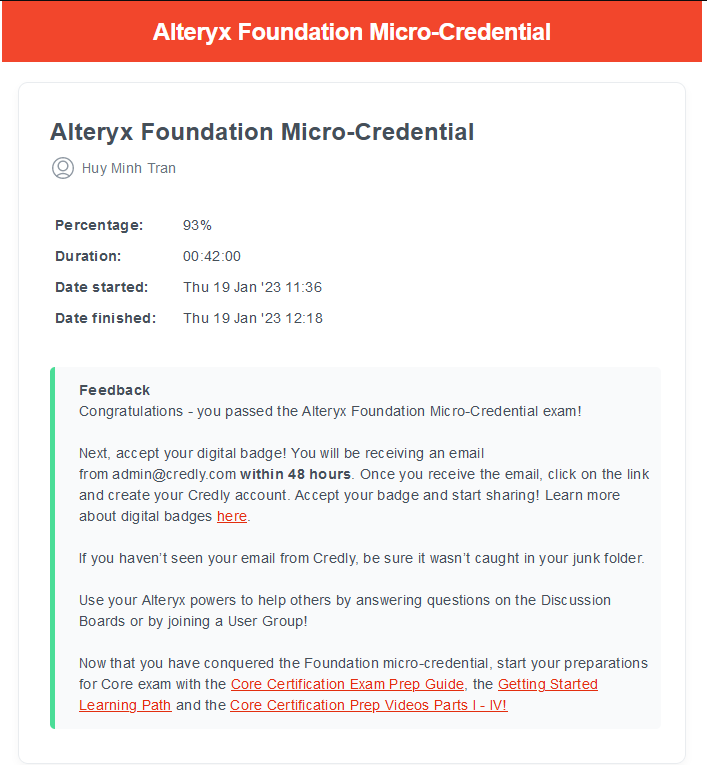 Alteryx Foundation Micro-Credential
Alteryx Foundation Micro-Credential
Huy Minh Tran
Percentage: 93%
Duration: 00:42:00
Date started: Thu 19 Jan '23 11:36
Date finished: Thu 19 Jan '23 12:18
Feedback
Congratulations - you passed the Alteryx Foundation Micro-Credential exam!
Next, accept your digital badge! You will be receiving an email
from admin@credly.com within 48 hours. Once you receive the email, click on the link
and create your Credly account. Accept your badge and start sharing! Learn more
about digital badges here.
If you haven’t seen your email from Credly, be sure it wasn’t caught in your junk folder.
Use your Alteryx powers to help others by answering questions on the Discussion
Boards or by joining a User Group!
Now that you have conquered the Foundation micro-credential, start your preparations
for Core exam with the Core Certification Exam Prep Guide, the Getting Started
Learning Path and the Core Certification Prep Videos Parts I - IV!